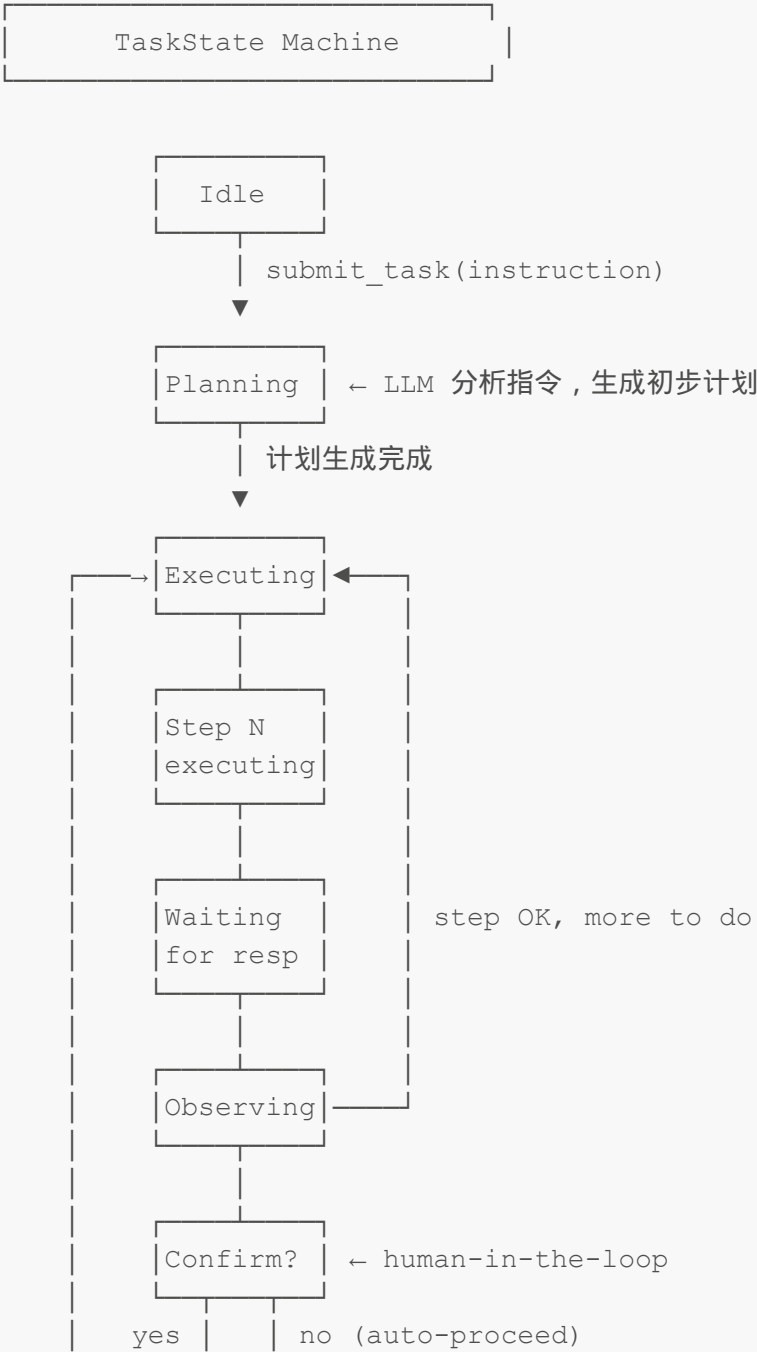 TaskState Machine
Idle
submit_task(instruction)
Planning ← LLM 分析指令，生成初步计划
计划生成完成
Executing
Step N
executing
Waiting step OK, more to do
for resp
Observing
Confirm? ← human-in-the-loop
yes no (auto-proceed)